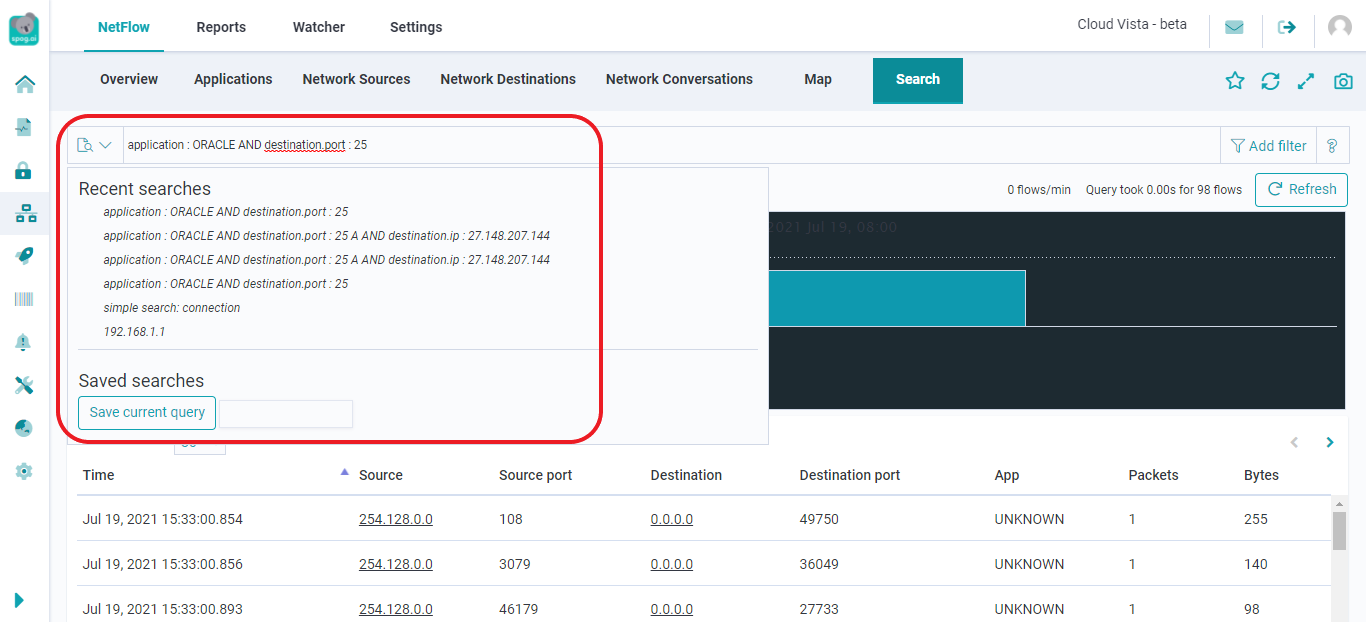 spog.ai
NetFlow Reports Watcher Settings Cloud Vista - beta
Overview Applications Network Sources Network Destinations Network Conversations Map Search
application : ORACLE AND destination.port : 25 Add filter ?
Recent searches
0 flows/min Query took 0.00s for 98 flows Refresh
application : ORACLE AND destination.port : 25
2021 Jul 19, 08:00
application : ORACLE AND destination.port : 25 A AND destination.ip : 27.148.207.144
application : ORACLE AND destination.port : 25 A AND destination.ip : 27.148.207.144
application : ORACLE AND destination.port : 25
simple search: connection
192.168.1.1
Saved searches
Save current query
Time Source Source port Destination Destination port App Packets Bytes
Jul 19, 2021 15:33:00.854 254.128.0.0 108 0.0.0.0 49750 UNKNOWN 1 255
Jul 19, 2021 15:33:00.856 254.128.0.0 3079 0.0.0.0 36049 UNKNOWN 1 140
Jul 19, 2021 15:33:00.893 254.128.0.0 46179 0.0.0.0 27733 UNKNOWN 1 98